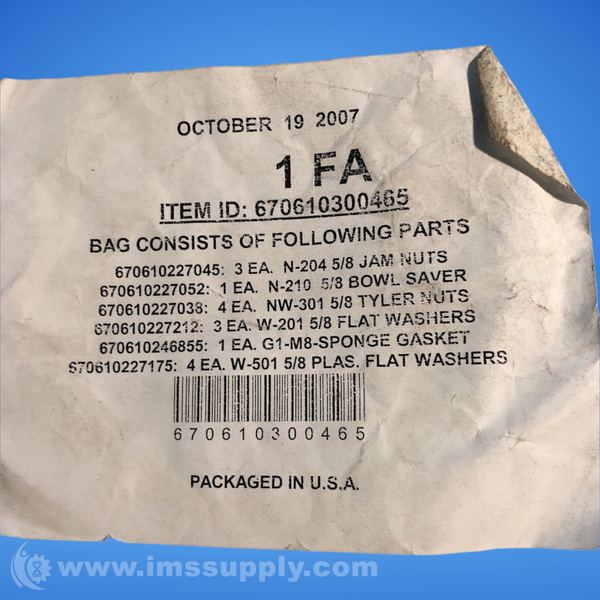 OCTOBER 19 2007
1 FA
ITEM ID: 670610300465
BAG CONSISTS OF FOLLOWING PARTS
670610227045: 3 EA. N-204 5/8 JAM NUTS
670610227052: 1 EA. N-210 5/8 BOWL SAVER
670610227038: 4 EA. NW-301 5/8 TYLER NUTS
670610227212: 3 EA. W-201 5/8 FLAT WASHERS
670610246855: 1 EA. G1-M8-SPONGE GASKET
670610227175: 4 EA. W-501 5/8 PLAS. FLAT WASHERS
670610300465
PACKAGED IN U.S.A.
www.imssupply.com